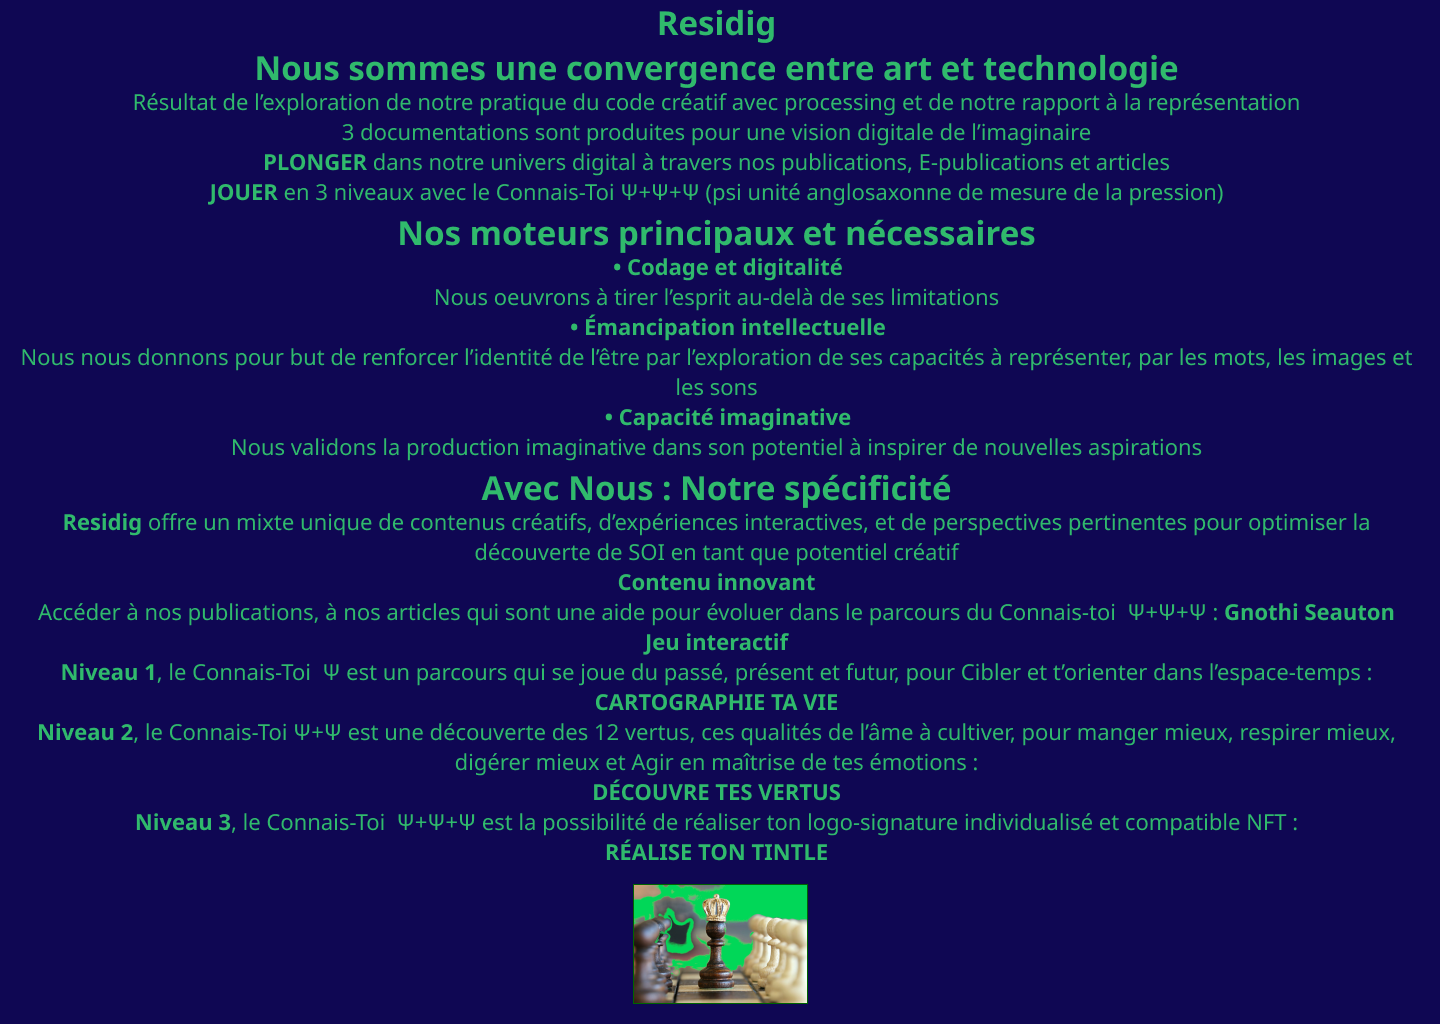 Residig
Nous sommes une convergence entre art et technologie
Résultat de l’exploration de notre pratique du code créatif avec processing et de notre rapport à la représentation
3 documentations sont produites pour une vision digitale de l’imaginaire
PLONGER dans notre univers digital à travers nos publications, E-publications et articles
JOUER en 3 niveaux avec le Connais-Toi Ψ+Ψ+Ψ (psi unité anglosaxonne de mesure de la pression)
Nos moteurs principaux et nécessaires
• Codage et digitalité
Nous oeuvrons à tirer l’esprit au-delà de ses limitations
• Émancipation intellectuelle
Nous nous donnons pour but de renforcer l’identité de l’être par l’exploration de ses capacités à représenter, par les mots, les images et
les sons
• Capacité imaginative
Nous validons la production imaginative dans son potentiel à inspirer de nouvelles aspirations
Avec Nous : Notre spécificité
Residig offre un mixte unique de contenus créatifs, d’expériences interactives, et de perspectives pertinentes pour optimiser la
découverte de SOI en tant que potentiel créatif
Contenu innovant
Accéder à nos publications, à nos articles qui sont une aide pour évoluer dans le parcours du Connais-toi  Ψ+Ψ+Ψ : Gnothi Seauton
Jeu interactif
Niveau 1, le Connais-Toi  Ψ est un parcours qui se joue du passé, présent et futur, pour Cibler et t’orienter dans l’espace-temps :
CARTOGRAPHIE TA VIE
Niveau 2, le Connais-Toi Ψ+Ψ est une découverte des 12 vertus, ces qualités de l’âme à cultiver, pour manger mieux, respirer mieux,
digérer mieux et Agir en maîtrise de tes émotions :
DÉCOUVRE TES VERTUS
Niveau 3, le Connais-Toi  Ψ+Ψ+Ψ est la possibilité de réaliser ton logo-signature individualisé et compatible NFT :
RÉALISE TON TINTLE